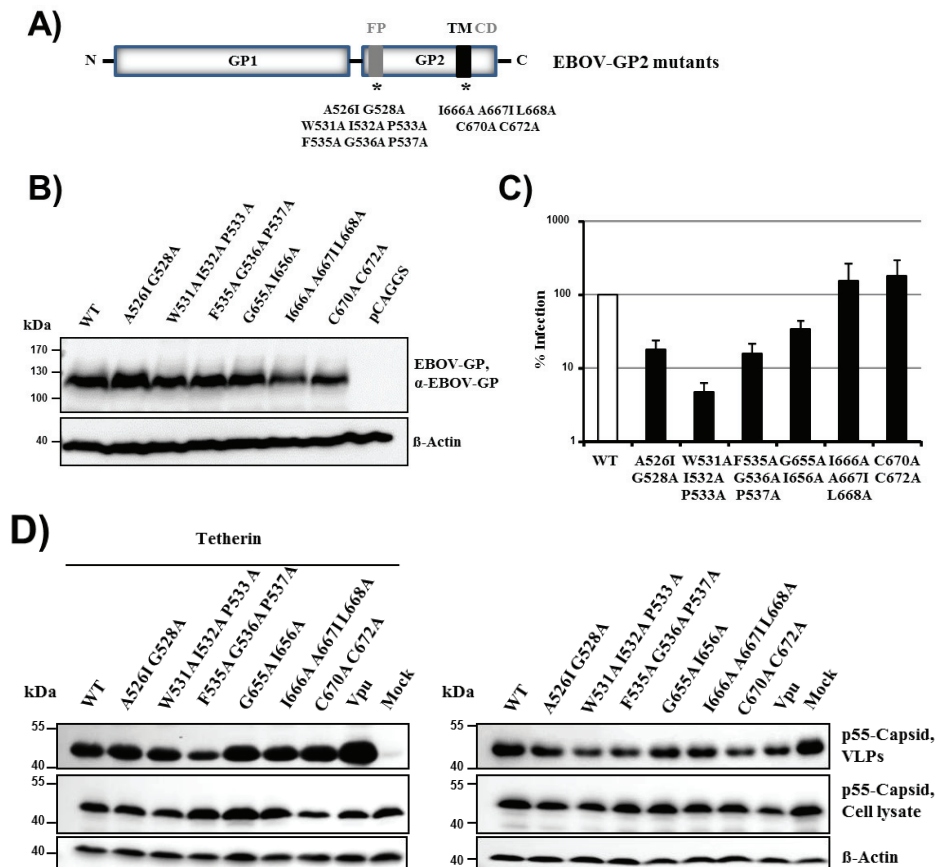 A)
FP
TM CD
N
GP1
GP2
C
EBOV-GP2 mutants
*
*
A526I G528A
W531A I532A P533A
F535A G536A P537A
I666A A667I L668A
C670A C672A
B)
WT
A526I G528A
W531A I532A P533 A
F535A G536A P537A
G655A I656A
I666A A667I L668A
C670A C672A
pCAGGS
kDa
170
130
100
EBOV-GP,
α-EBOV-GP
40
ß-Actin
C)
% Infection
1000
100
10
1
WT
A526I
G528A
W531A
I532A
P533A
F535A
G536A
P537A
G655A
I656A
I666A
A667I
L668A
C670A
C672A
D)
Tetherin
WT
A526I G528A
W531A I532A P533 A
F535A G536A P537A
G655A I656A
I666A A667I L668A
C670A C672A
Vpu
Mock
kDa
55
40
55
40
40
WT
A526I G528A
W531A I532A P533 A
F535A G536A P537A
G655A I656A
I666A A667I L668A
C670A C672A
Vpu
Mock
kDa
55
40
p55-Capsid,
VLPs
55
40
p55-Capsid,
Cell lysate
40
ß-Actin